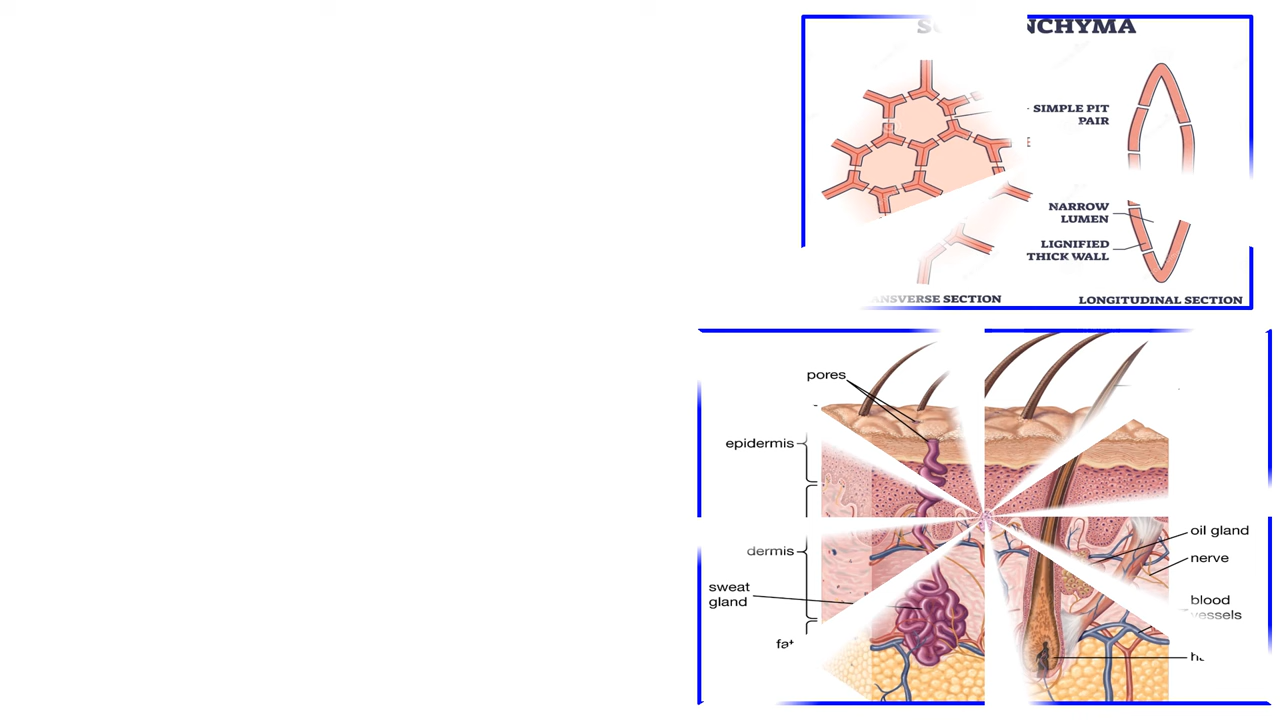 NCHYMA
SIMPLE PIT
PAIR
NARROW
LUMEN
LIGNIFIED
THICK WALL
ANSVERSE SECTION
LONGITUDINAL SECTION
pores
epidermis
dermis
sweat
gland
oil gland
nerve
blood
vessels